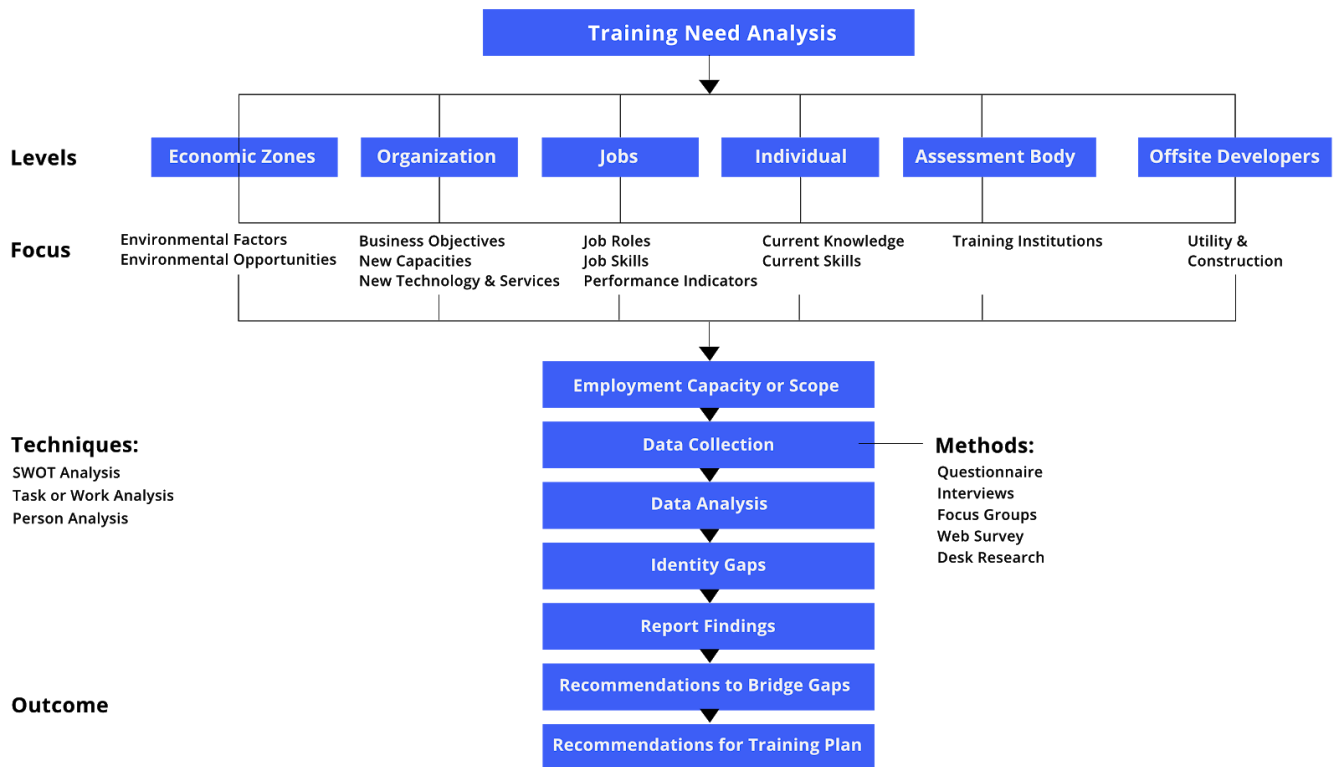 Training Need Analysis
Levels
Economic Zones
Organization
Jobs
Individual
Assessment Body
Offsite Developers
Focus
Environmental Factors
Environmental Opportunities
Business Objectives
New Capacities
New Technology & Services
Job Roles
Job Skills
Performance Indicators
Current Knowledge
Current Skills
Training Institutions
Utility &
Construction
Employment Capacity or Scope
Techniques:
SWOT Analysis
Task or Work Analysis
Person Analysis
Data Collection
Methods:
Questionnaire
Interviews
Focus Groups
Web Survey
Desk Research
Data Analysis
Identity Gaps
Report Findings
Outcome
Recommendations to Bridge Gaps
Recommendations for Training Plan